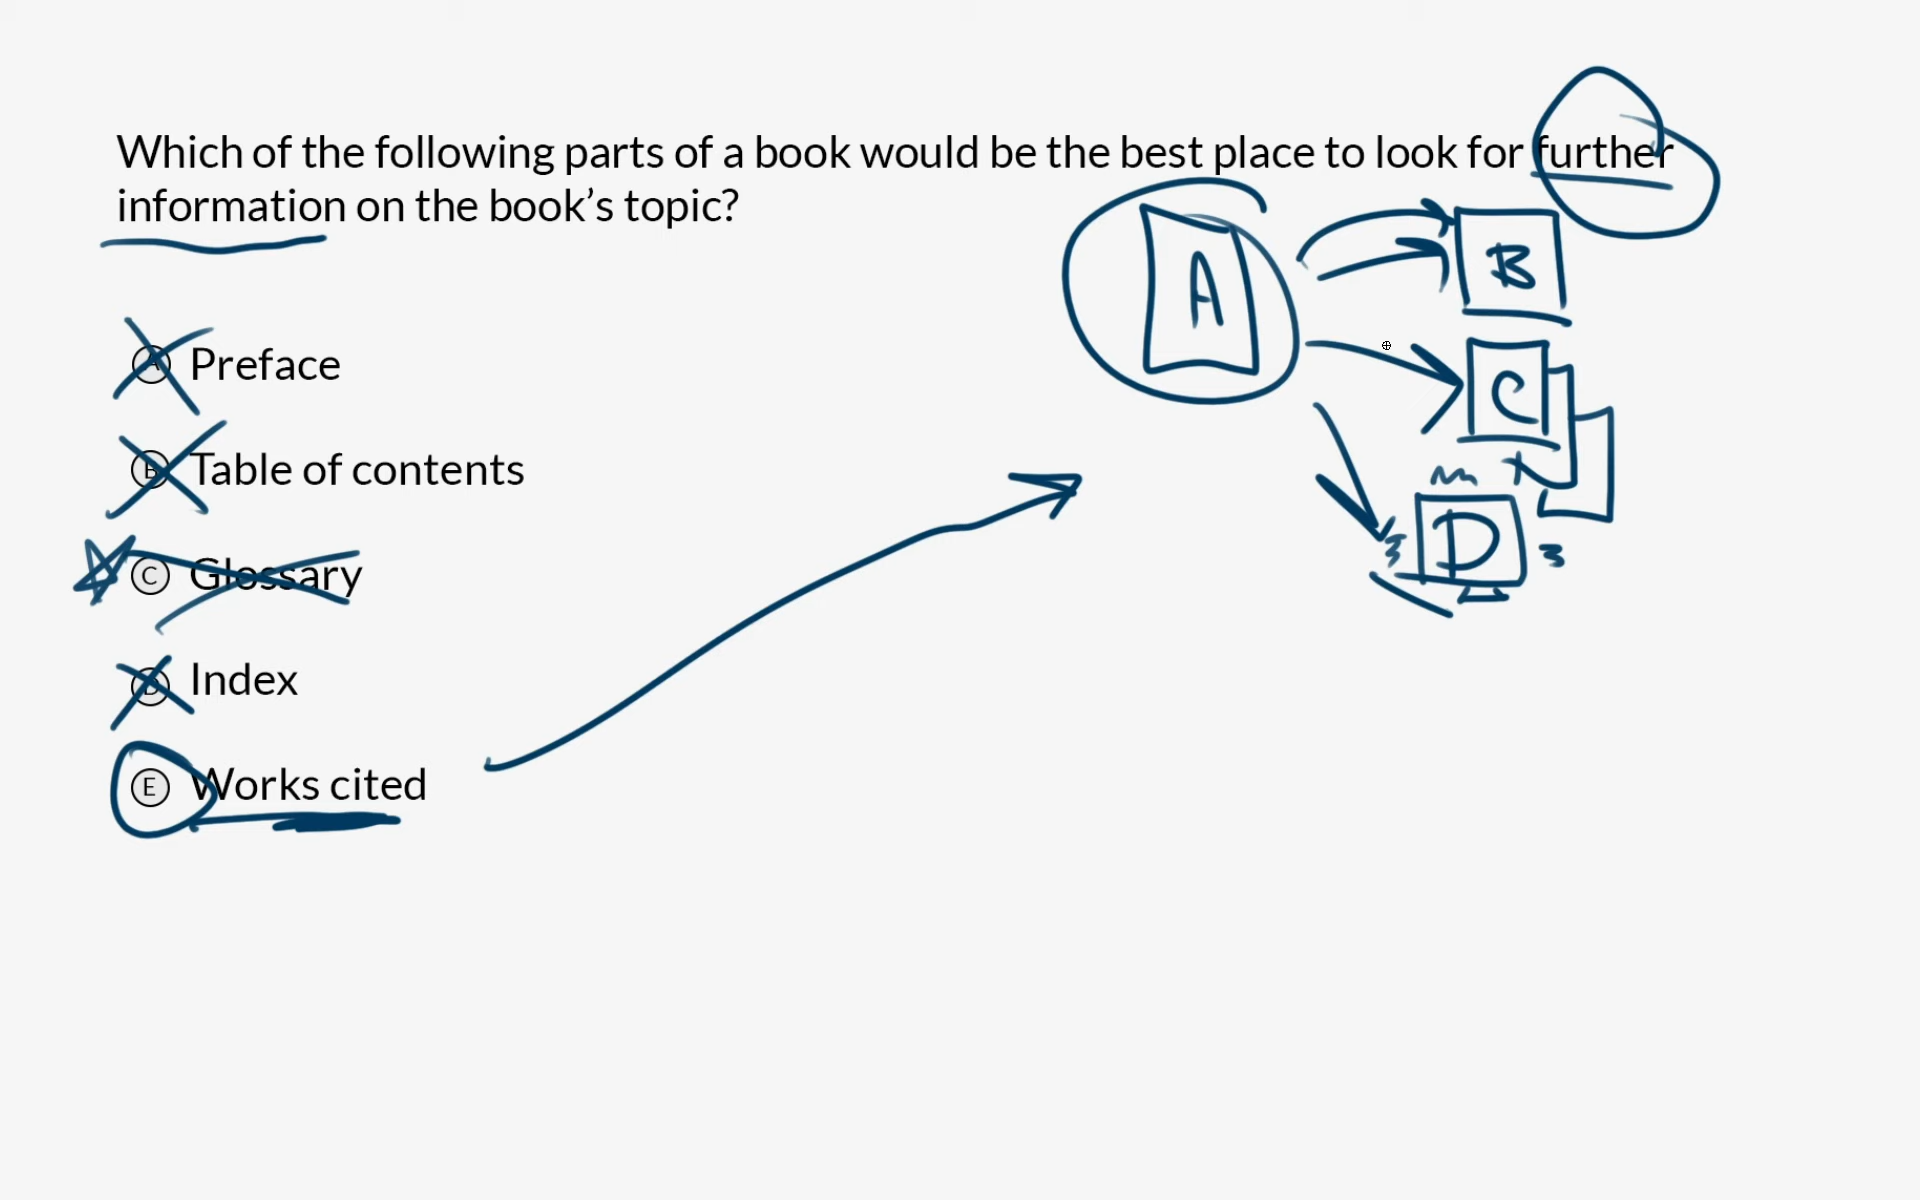 Which of the following parts of a book would be the best place to look for further
information on the book’s topic?
A
B
A Preface
C
B Table of contents
D
C Glossary
D Index
E Works cited